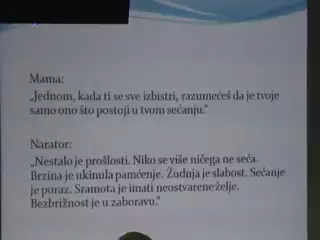 Mama:
„Jednom, kada ti se sve izbistri, razumećeš da je tvoje
samo ono što postoji u tvom sećanju.“
Narator:
„Nestalo je prošlosti. Niko se više ničega ne seća.
Brzina je ukinula pamćenje. Žudnja je slabost. Sećanje
je poraz. Sramota je imati neostvarene želje.
Bezbrižnost je u zaboravu.“